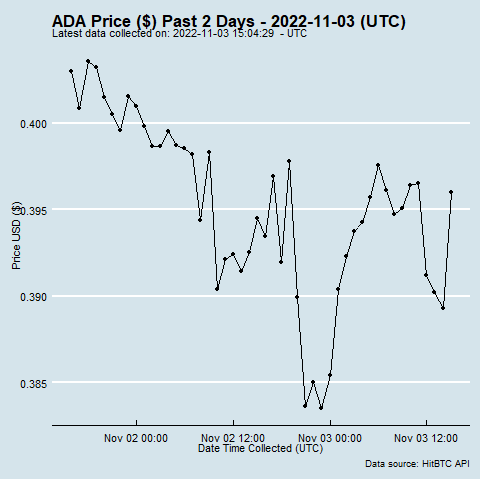 ADA Price ($) Past 2 Days - 2022-11-03 (UTC)
Latest data collected on: 2022-11-03 15:04:29  - UTC
0.400
0.395
0.390
0.385
Price USD ($)
Nov 02 00:00 Nov 02 12:00 Nov 03 00:00 Nov 03 12:00
Date Time Collected (UTC)
Data source: HitBTC API